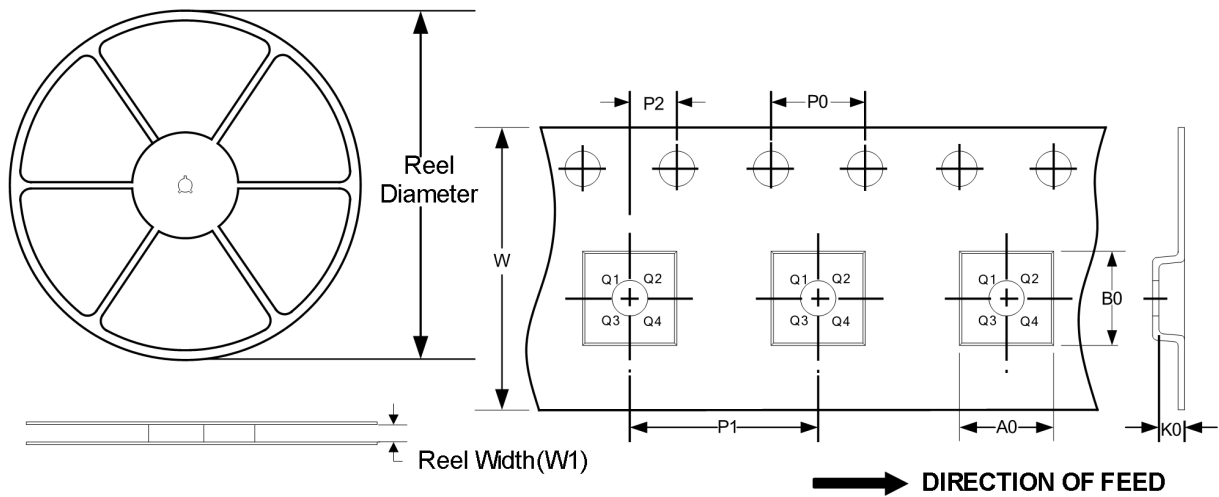 Reel
Diameter
Reel Width(W1)
P2
P0
W
Q1 Q2
Q3 Q4
Q1 Q2
Q3 Q4
Q1 Q2
Q3 Q4
B0
P1
A0
K0
DIRECTION OF FEED